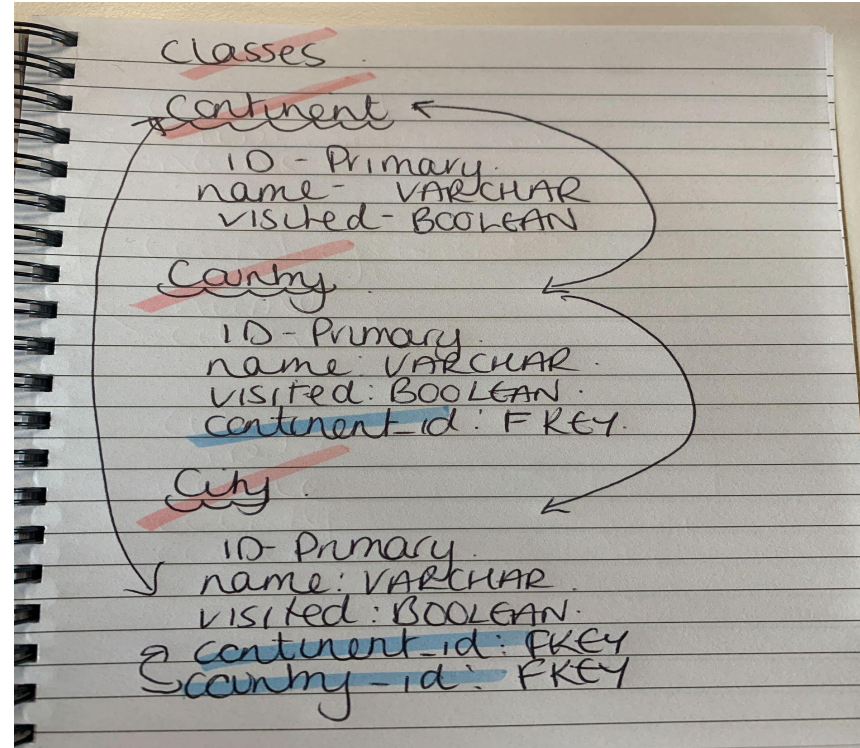 Classes
Continent
ID - Primary.
name - VARCHAR
visited - BOOLEAN
Country
ID - Primary.
name: VARCHAR.
visited: BOOLEAN.
continent_id: FKEY.
City
ID - Primary.
name: VARCHAR.
visited: BOOLEAN.
continent_id: FKEY
country_id: FKEY